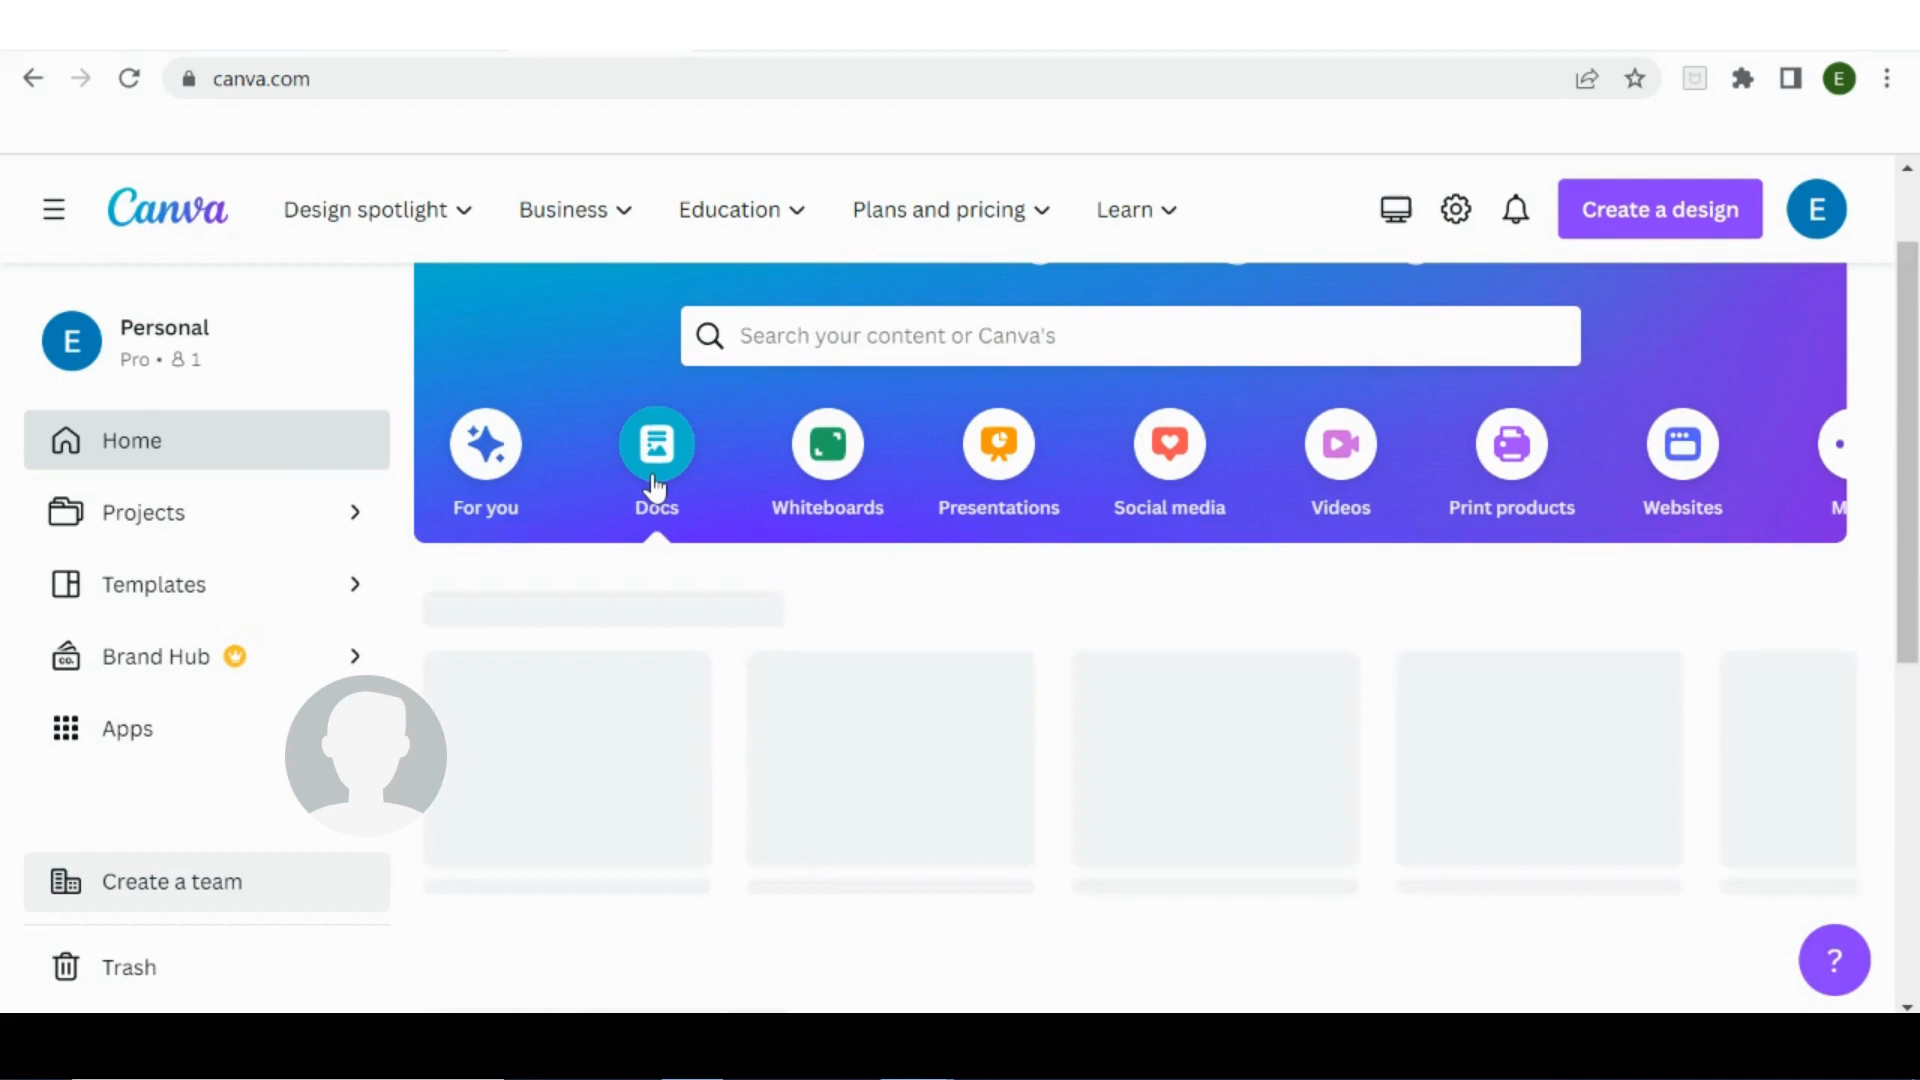 canva.com
E
Canva
Design spotlight
Business
Education
Plans and pricing
Learn
Create a design
E
E
Personal
Pro • 1
Search your content or Canva's
For you
Docs
Whiteboards
Presentations
Social media
Videos
Print products
Websites
M
Home
Projects
Templates
CO.
Brand Hub
Apps
Create a team
Trash
?